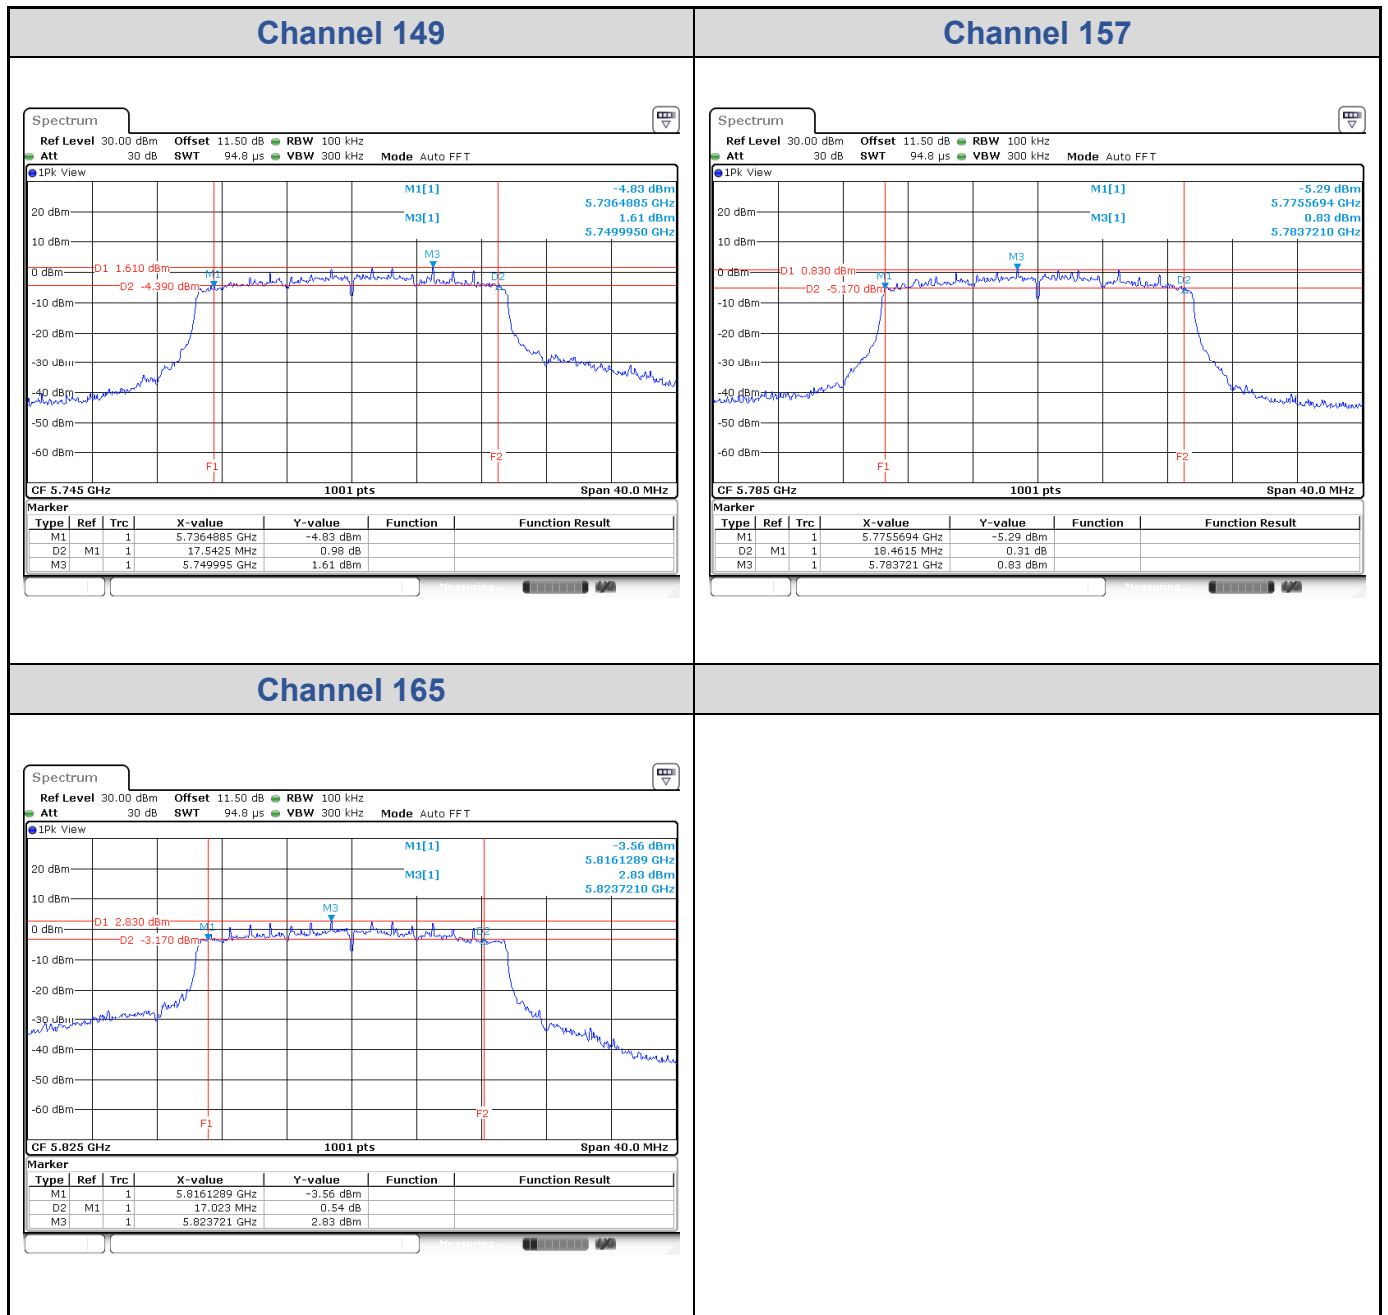 Channel 149
Channel 157
Spectrum
Ref Level 30.00 dBm Offset 11.50 dB RBW 100 kHz
Att 30 dB SWT 94.8 µs VBW 300 kHz Mode Auto FFT
1Pk View
M1[1] -4.83 dBm
5.7364885 GHz
M3[1] 1.61 dBm
5.7499950 GHz
20 dBm
10 dBm
M3
0 dBm
D1 1.610 dBm
M1
D2
D2 -4.390 dBm
-10 dBm
-20 dBm
-30 dBm
-40 dBm
-50 dBm
-60 dBm
F1
F2
CF 5.745 GHz 1001 pts Span 40.0 MHz
Marker
Type Ref Trc X-value Y-value Function Function Result
M1 1 5.7364885 GHz -4.83 dBm
D2 M1 1 17.5425 MHz 0.98 dB
M3 1 5.749995 GHz 1.61 dBm
Measuring...
Spectrum
Ref Level 30.00 dBm Offset 11.50 dB RBW 100 kHz
Att 30 dB SWT 94.8 µs VBW 300 kHz Mode Auto FFT
1Pk View
M1[1] -5.29 dBm
5.7755694 GHz
M3[1] 0.83 dBm
5.7837210 GHz
20 dBm
10 dBm
M3
0 dBm
D1 0.830 dBm
M1
D2
D2 -5.170 dBm
-10 dBm
-20 dBm
-30 dBm
-40 dBm
-50 dBm
-60 dBm
F1
F2
CF 5.785 GHz 1001 pts Span 40.0 MHz
Marker
Type Ref Trc X-value Y-value Function Function Result
M1 1 5.7755694 GHz -5.29 dBm
D2 M1 1 18.4615 MHz 0.31 dB
M3 1 5.783721 GHz 0.83 dBm
Measuring...
Channel 165
Spectrum
Ref Level 30.00 dBm Offset 11.50 dB RBW 100 kHz
Att 30 dB SWT 94.8 µs VBW 300 kHz Mode Auto FFT
1Pk View
M1[1] -3.56 dBm
5.8161289 GHz
M3[1] 2.83 dBm
5.8237210 GHz
20 dBm
10 dBm
M3
D1 2.830 dBm
0 dBm
M1
D2
D2 -3.170 dBm
-10 dBm
-20 dBm
-30 dBm
-40 dBm
-50 dBm
-60 dBm
F1
F2
CF 5.825 GHz 1001 pts Span 40.0 MHz
Marker
Type Ref Trc X-value Y-value Function Function Result
M1 1 5.8161289 GHz -3.56 dBm
D2 M1 1 17.023 MHz 0.54 dB
M3 1 5.823721 GHz 2.83 dBm
Measuring...